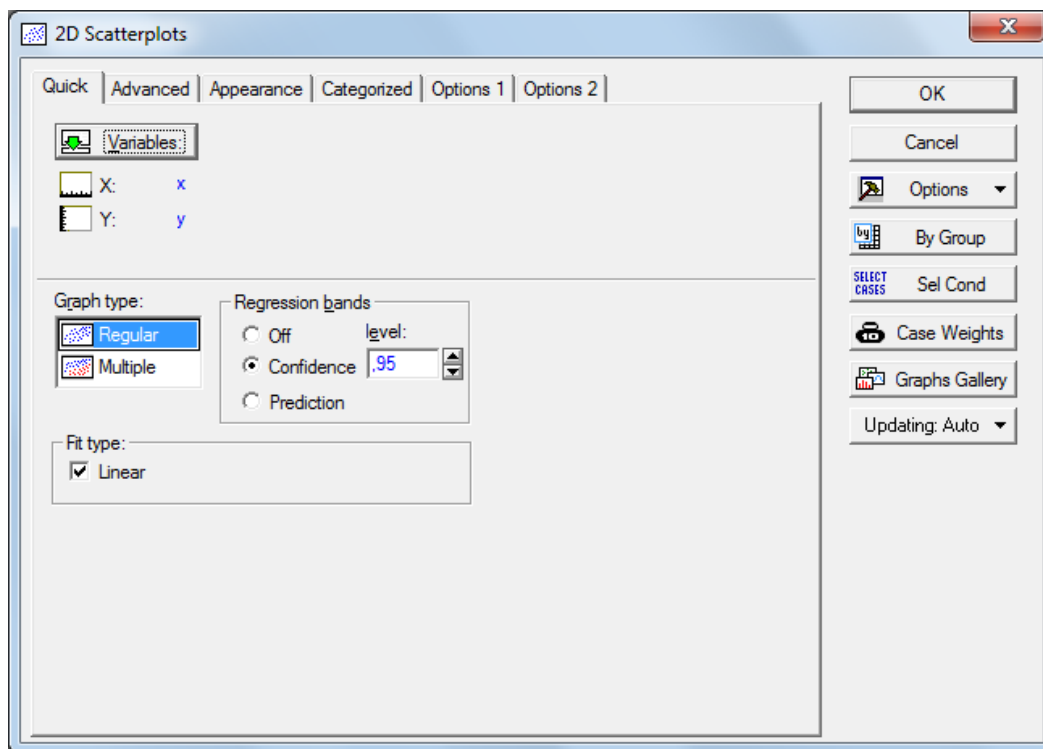 2D Scatterplots
Quick Advanced Appearance Categorized Options 1 Options 2
Variables:
X: x
Y: y
Graph type:
Regular
Multiple
Regression bands
Off
level:
Confidence ,95
Prediction
Fit type:
Linear
OK
Cancel
Options
by By Group
SELECT CASES Sel Cond
Case Weights
Graphs Gallery
Updating: Auto